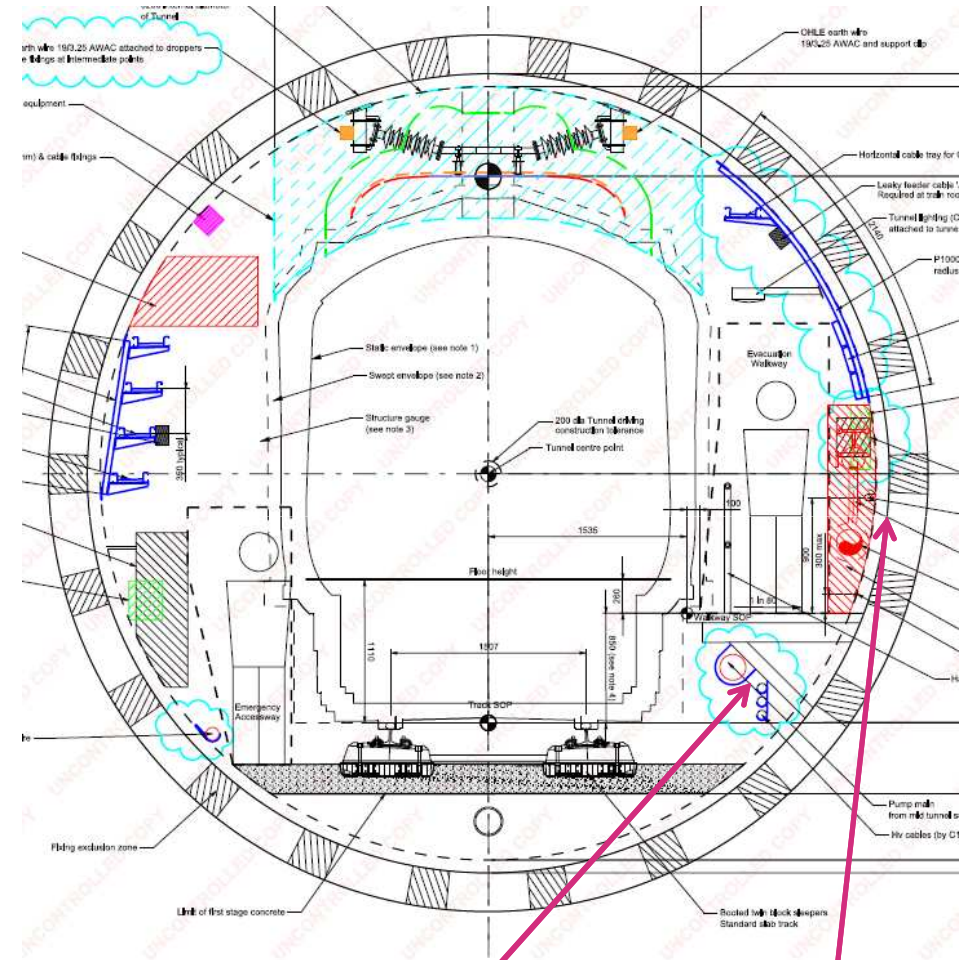 of Tunnel
wire 19/3.25 AWAC attached to droppers
fixings at intermediate points
equipment
& cable fixings
OHLE earth wire
19/3.25 AWAC and support clip
Horizontal cable tray for
Leaky feeder cable
Required at train
Tunnel lighting
attached to
2140
P1000
Static envelope (see note 1)
Swept envelope (see note 2)
Structure gauge
(see note 3)
Evacuation
Walkway
200 dia Tunnel driving
construction tolerance
Tunnel centre point
350 typical
100
1535
900
300 max
Floor height
260
1 in 80
Walkway SOP
1110
1507
850 (see note 4)
Track SOP
Emergency
Accessway
Pump main
from mid tunnel
Hv cables (by
Fixing exclusion zone
Limit of first stage concrete
Booted twin block sleepers
Standard slab track
UNCONTROLLED COPY